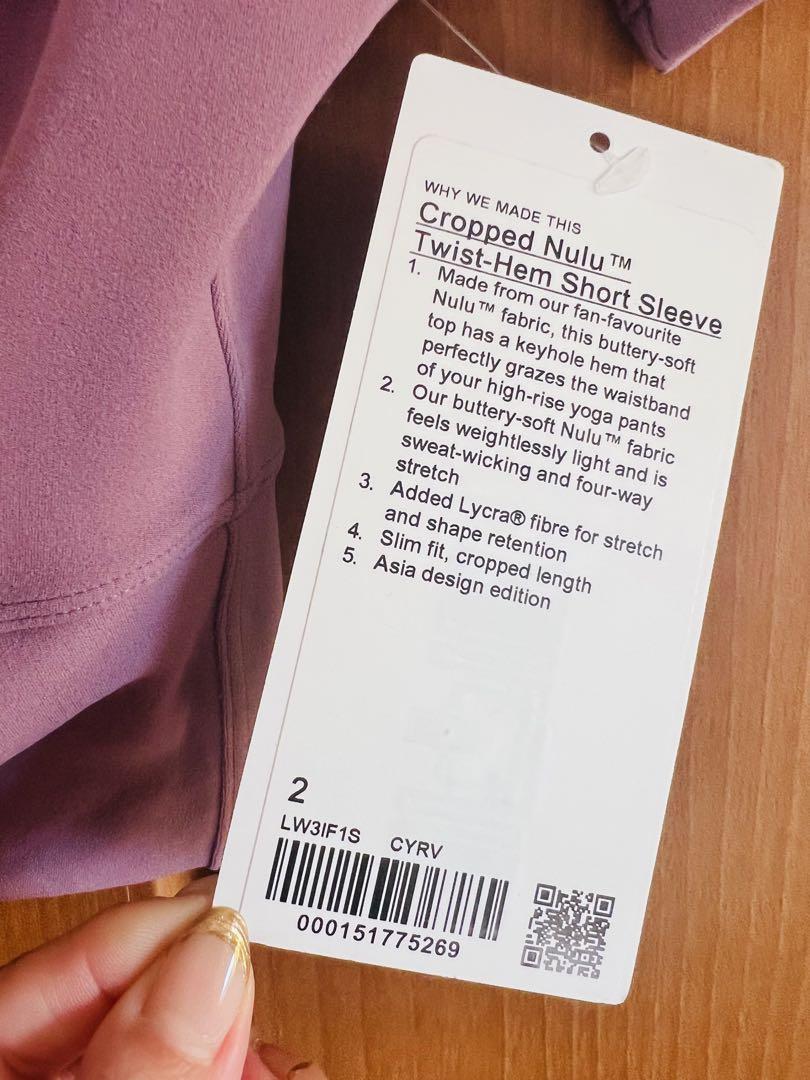 WHY WE MADE THIS
Cropped Nulu™
Twist-Hem Short Sleeve
1. Made from our fan-favourite
Nulu™ fabric, this buttery-soft
top has a keyhole hem that
perfectly grazes the waistband
of your high-rise yoga pants
2. Our buttery-soft Nulu™ fabric
feels weightlessly light and is
sweat-wicking and four-way
stretch
3. Added Lycra® fibre for stretch
and shape retention
4. Slim fit, cropped length
5. Asia design edition
2
LW3IF1S CYRV
000151775269